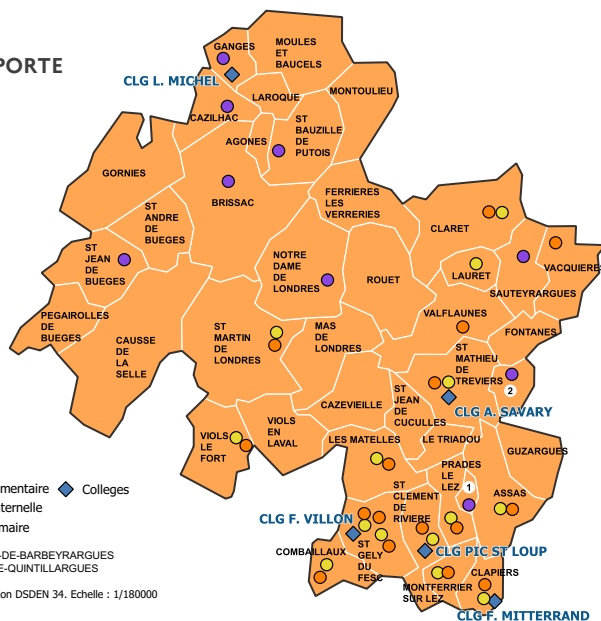 PORTE
GANGES
MOULES
ET
BAUCELS
CLG L. MICHEL
LAROQUE
MONTOULIEU
CAZILHAC
ST
BAUZILLE
DE
PUTOIS
AGONES
GORNIES
BRISSAC
FERRIERES
LES
VERRERIES
ST
ANDRE
DE
BUEGES
CLARET
ST
JEAN
DE
BUEGES
NOTRE
DAME
DE
LONDRES
ROUET
LAURET
VACQUIERES
SAUTEYRARGUES
PEGAIROLLES
DE
BUEGES
VALFLAUNES
CAUSSE
DE
LA
SELLE
ST
MARTIN
DE
LONDRES
MAS
DE
LONDRES
FONTANES
ST
MATHIEU
DE
TREVIERS
2
ST
JEAN
DE
CUCULLES
CAZEVIEILLE
CLG A. SAVARY
VIOLS
EN
LAVAL
VIOLS
LE
FORT
LES MATELLES
LE TRIADOU
GUZARGUES
PRADES
LE
LEZ
1
mentaire
Colleges
ternelle
maire
ST
CLEMENT
DE
RIVIERE
ASSAS
CLG F. VILLON
ST
GELY
DU
FESC
CLG PIC ST LOUP
COMBAILLAUX
-DE-BARBEYRARGUES
E-QUINTILLARGUES
CLAPIERS
MONTFERRIER
SUR LEZ
on DSDEN 34. Echelle : 1/180000
CLG F. MITTERRAND